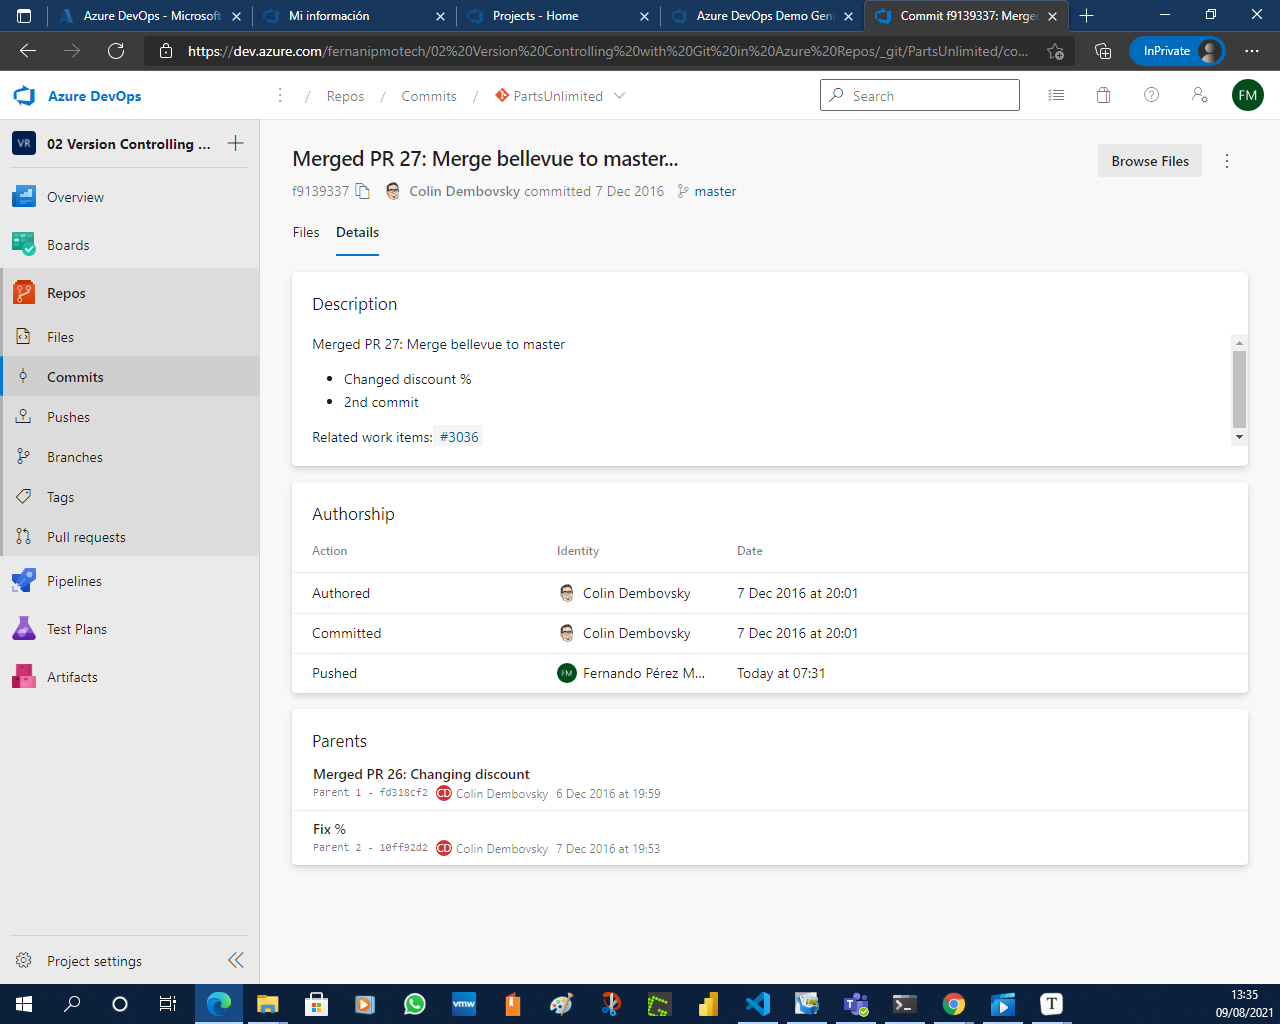 Azure DevOps - Microsoft
Mi información
Projects - Home
Azure DevOps Demo Gen
Commit f9139337: Merge
https://dev.azure.com/fernanipmotech/02%20Version%20Controlling%20with%20Git%20in%20Azure%20Repos/_git/PartsUnlimited/co...
InPrivate
Azure DevOps
/ Repos / Commits / PartsUnlimited
Search
FM
VR 02 Version Controlling ...
Overview
Boards
Repos
Files
Commits
Pushes
Branches
Tags
Pull requests
Pipelines
Test Plans
Artifacts
Project settings
Merged PR 27: Merge bellevue to master...
Browse Files
f9139337 Colin Dembovsky committed 7 Dec 2016 master
Files Details
Description
Merged PR 27: Merge bellevue to master
• Changed discount %
• 2nd commit
Related work items: #3036
Authorship
Action Identity Date
Authored Colin Dembovsky 7 Dec 2016 at 20:01
Committed Colin Dembovsky 7 Dec 2016 at 20:01
Pushed FM Fernando Pérez M... Today at 07:31
Parents
Merged PR 26: Changing discount
Parent 1 - fd318cf2 CD Colin Dembovsky 6 Dec 2016 at 19:59
Fix %
Parent 2 - 10ff92d2 CD Colin Dembovsky 7 Dec 2016 at 19:53
vmw
T
13:35
09/08/2021